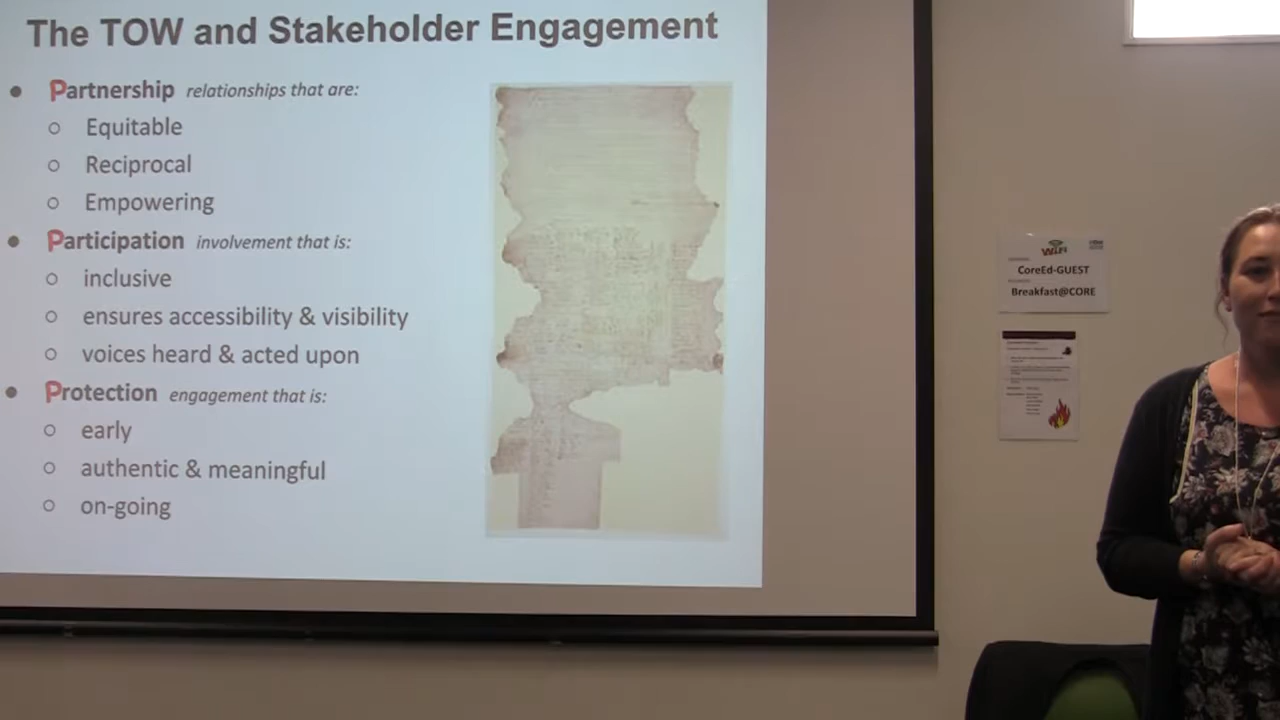 The TOW and Stakeholder Engagement
Partnership relationships that are:
Equitable
Reciprocal
Empowering
Participation involvement that is:
inclusive
ensures accessibility & visibility
voices heard & acted upon
Protection engagement that is:
early
authentic & meaningful
on-going
WiFi
CoreEd-GUEST
Breakfast@CORE